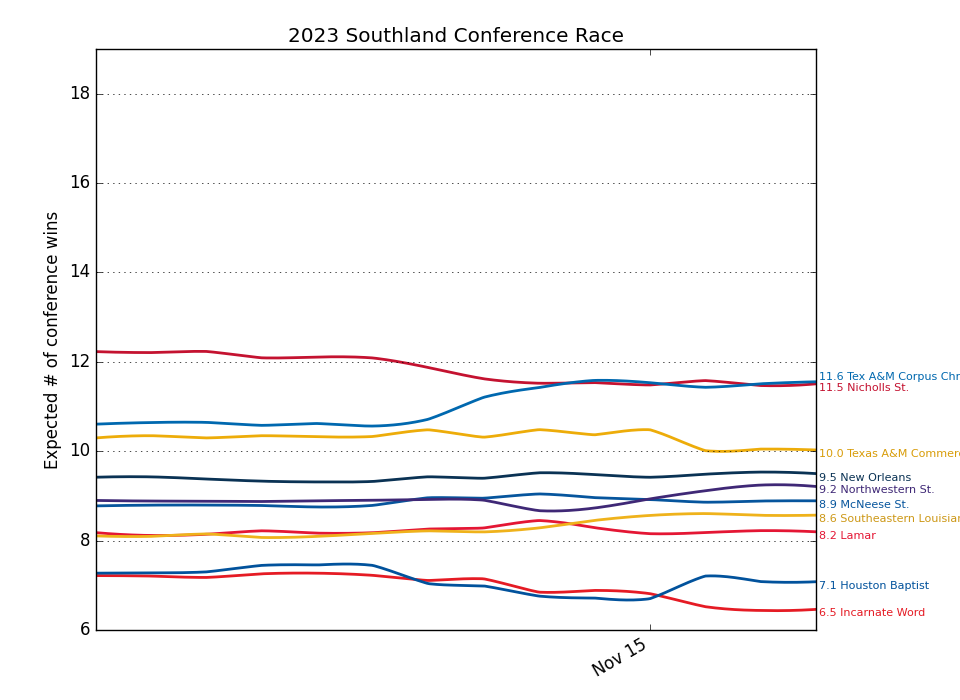 2023 Southland Conference Race
Expected # of conference wins
18
16
14
12
10
8
6
Nov 15
11.6 Tex A&M Corpus Chr
11.5 Nicholls St.
10.0 Texas A&M Commerc
9.5 New Orleans
9.2 Northwestern St.
8.9 McNeese St.
8.6 Southeastern Louisian
8.2 Lamar
7.1 Houston Baptist
6.5 Incarnate Word